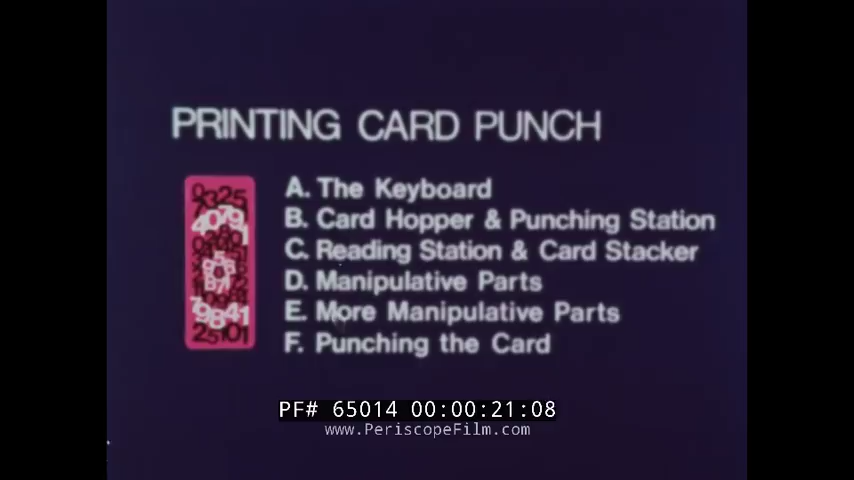 PRINTING CARD PUNCH
A. The Keyboard
B. Card Hopper & Punching Station
C. Reading Station & Card Stacker
D. Manipulative Parts
E. More Manipulative Parts
F. Punching the Card
PF# 65014 00:00:21:08
www.PeriscopeFilm.com